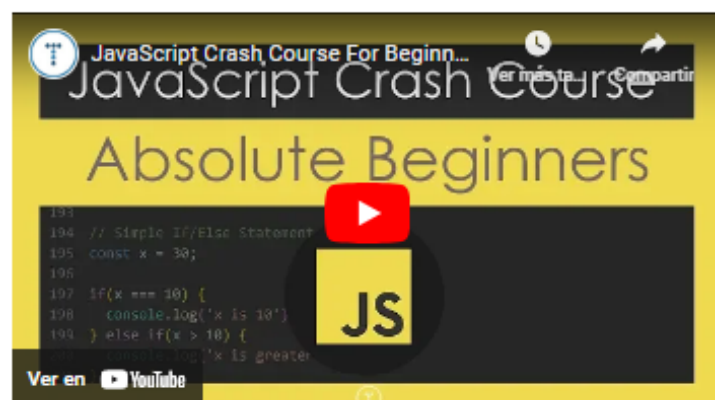 JavaScript Crash Course For Beginn...
Ver más ta...
Compartir
JavaScript Crash Course
Absolute Beginners
193
194 // Simple If/Else Statement
195 const x = 30;
196
197 if(x === 10) {
198 console.log('x is 10')
199 } else if(x > 10) {
console.log('x is greater
JS
Ver en YouTube